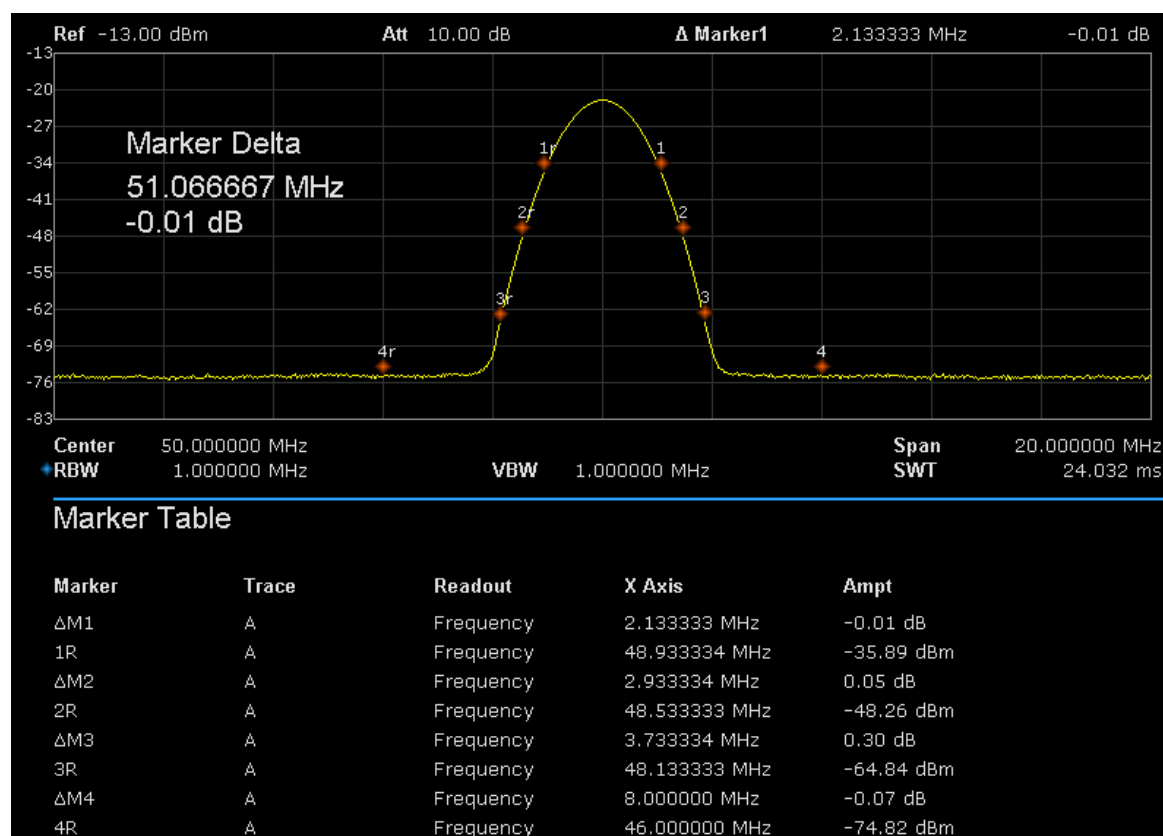 Ref -13.00 dBm Att 10.00 dB Δ Marker1 2.133333 MHz -0.01 dB
-13
-20
-27
Marker Delta
1r 1
-34
51.066667 MHz
-41
-0.01 dB
2r 2
-48
-55
3r 3
-62
-69
4r 4
-76
-83
Center 50.000000 MHz Span 20.000000 MHz
RBW 1.000000 MHz VBW 1.000000 MHz SWT 24.032 ms
Marker Table
Marker Trace Readout X Axis Ampt
ΔM1 A Frequency 2.133333 MHz -0.01 dB
1R A Frequency 48.933334 MHz -35.89 dBm
ΔM2 A Frequency 2.933334 MHz 0.05 dB
2R A Frequency 48.533333 MHz -48.26 dBm
ΔM3 A Frequency 3.733334 MHz 0.30 dB
3R A Frequency 48.133333 MHz -64.84 dBm
ΔM4 A Frequency 8.000000 MHz -0.07 dB
4R A Frequency 46.000000 MHz -74.82 dBm